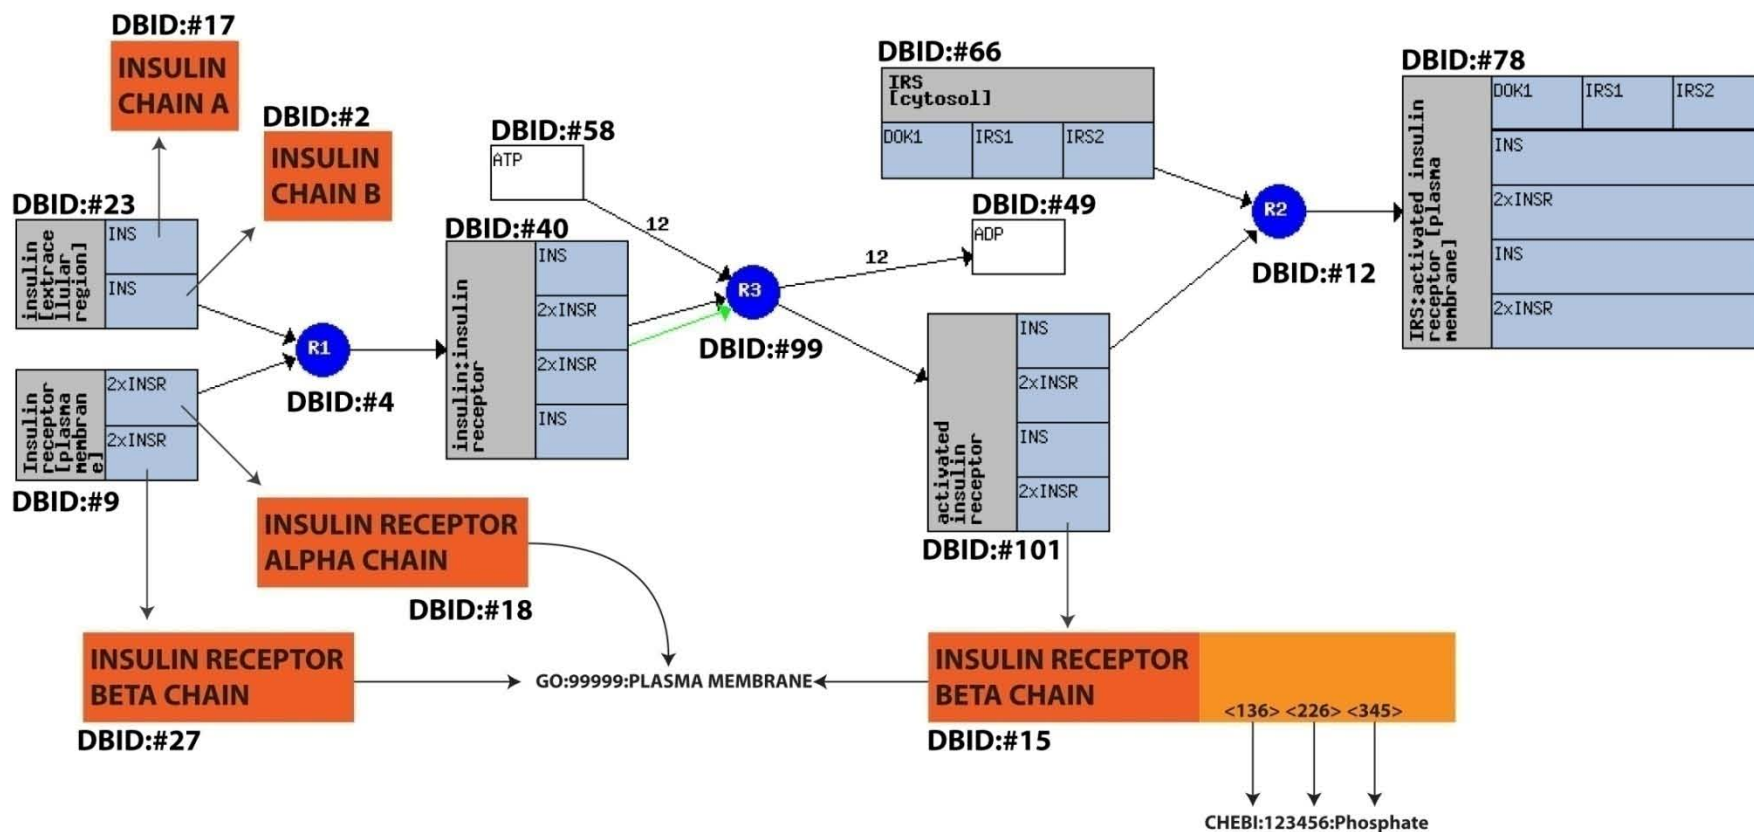 DBID:#17
INSULIN
CHAIN A
DBID:#2
INSULIN
CHAIN B
DBID:#23
insulin
[extrace
llular
region]
INS
INS
Insulin
receptor
[plasma
membran
e]
2xINSR
2xINSR
DBID:#9
R1
DBID:#4
DBID:#58
ATP
12
DBID:#40
insulin:insulin
receptor
INS
2xINSR
2xINSR
INS
R3
DBID:#99
12
DBID:#49
ADP
DBID:#66
IRS
[cytosol]
DOK1
IRS1
IRS2
R2
DBID:#12
DBID:#78
IRS:activated insulin
receptor [plasma
membrane]
DOK1
IRS1
IRS2
INS
2xINSR
INS
2xINSR
activated
insulin
receptor
INS
2xINSR
INS
2xINSR
DBID:#101
INSULIN RECEPTOR
ALPHA CHAIN
DBID:#18
INSULIN RECEPTOR
BETA CHAIN
DBID:#27
GO:99999:PLASMA MEMBRANE
INSULIN RECEPTOR
BETA CHAIN
<136> <226> <345>
DBID:#15
CHEBI:123456:Phosphate